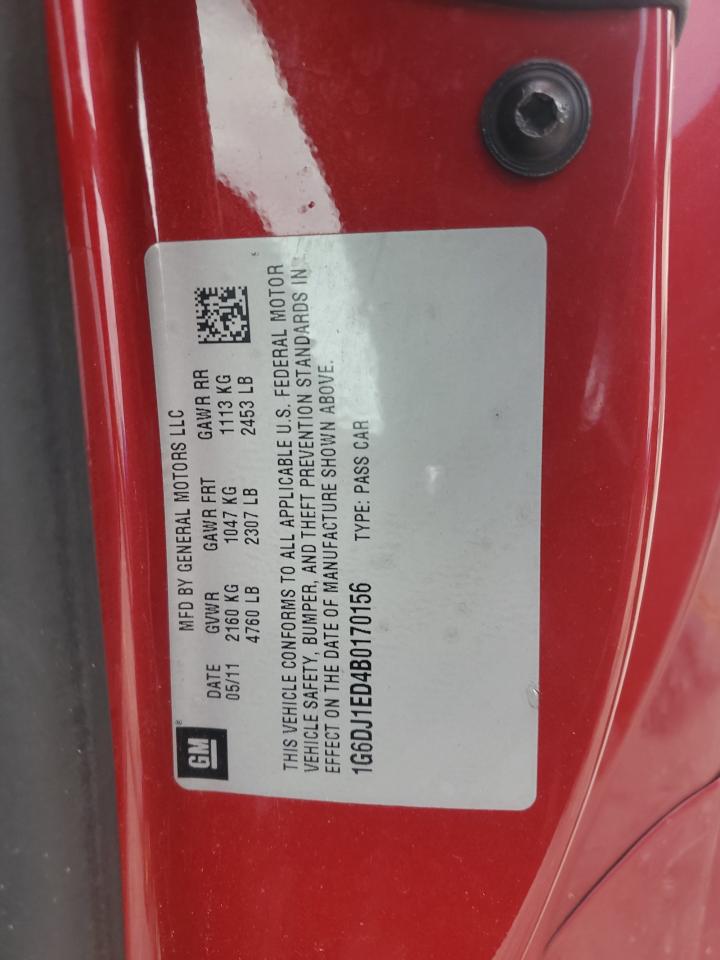 GM®
MFD BY GENERAL MOTORS LLC
DATE GVWR GAWR FRT GAWR RR
05/11 2160 KG 1047 KG 1113 KG
4760 LB 2307 LB 2453 LB
THIS VEHICLE CONFORMS TO ALL APPLICABLE U.S. FEDERAL MOTOR
VEHICLE SAFETY, BUMPER, AND THEFT PREVENTION STANDARDS IN
EFFECT ON THE DATE OF MANUFACTURE SHOWN ABOVE.
1G6DJ1ED4B0170156 TYPE: PASS CAR